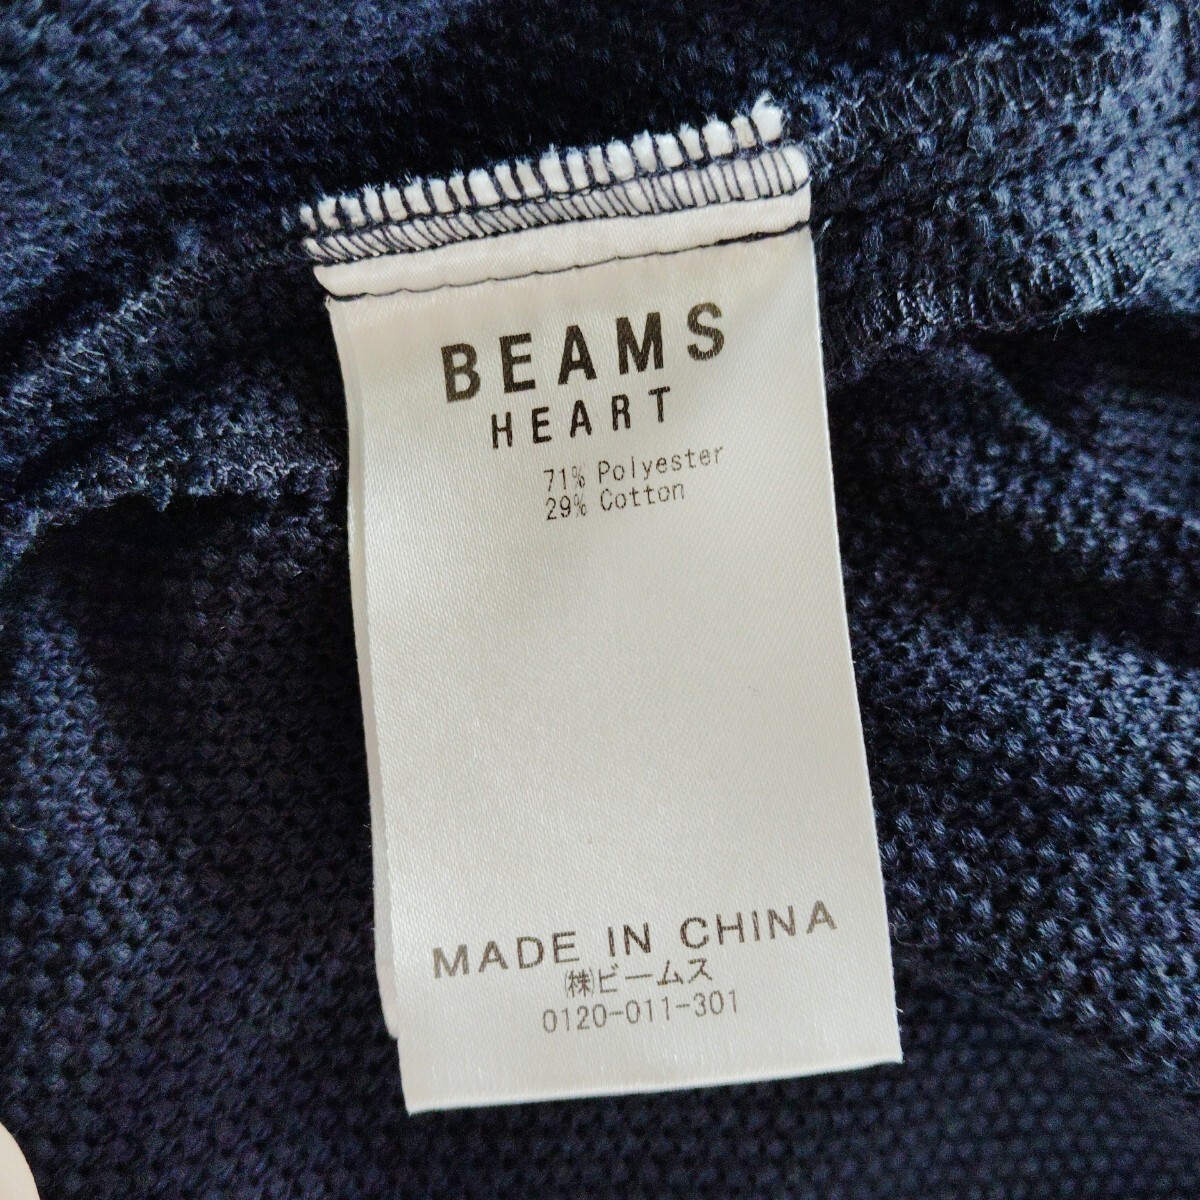 BEAMS
HEART
71% Polyester
29% Cotton
MADE IN CHINA
㈱ビームス
0120-011-301